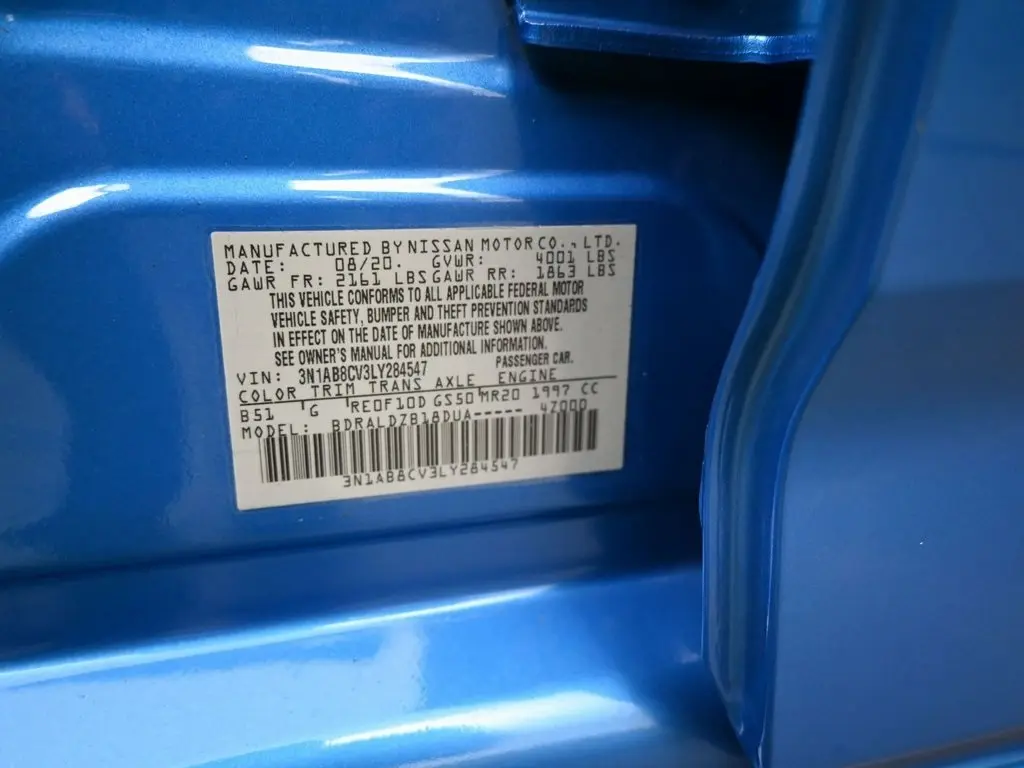 MANUFACTURED BY NISSAN MOTOR CO., LTD.
DATE: 08/20. GVWR: 4001 LBS
GAWR FR: 2161 LBS GAWR RR: 1863 LBS
THIS VEHICLE CONFORMS TO ALL APPLICABLE FEDERAL MOTOR
VEHICLE SAFETY, BUMPER AND THEFT PREVENTION STANDARDS
IN EFFECT ON THE DATE OF MANUFACTURE SHOWN ABOVE.
SEE OWNER'S MANUAL FOR ADDITIONAL INFORMATION.
VIN: 3N1AB8CV3LY284547 PASSENGER CAR.
COLOR TRIM TRANS AXLE ENGINE
B51 G RE0F10D GS50 MR20 1997 CC
MODEL: BDRALDZB18DUA----- 4Z000
3N1AB8CV3LY284547